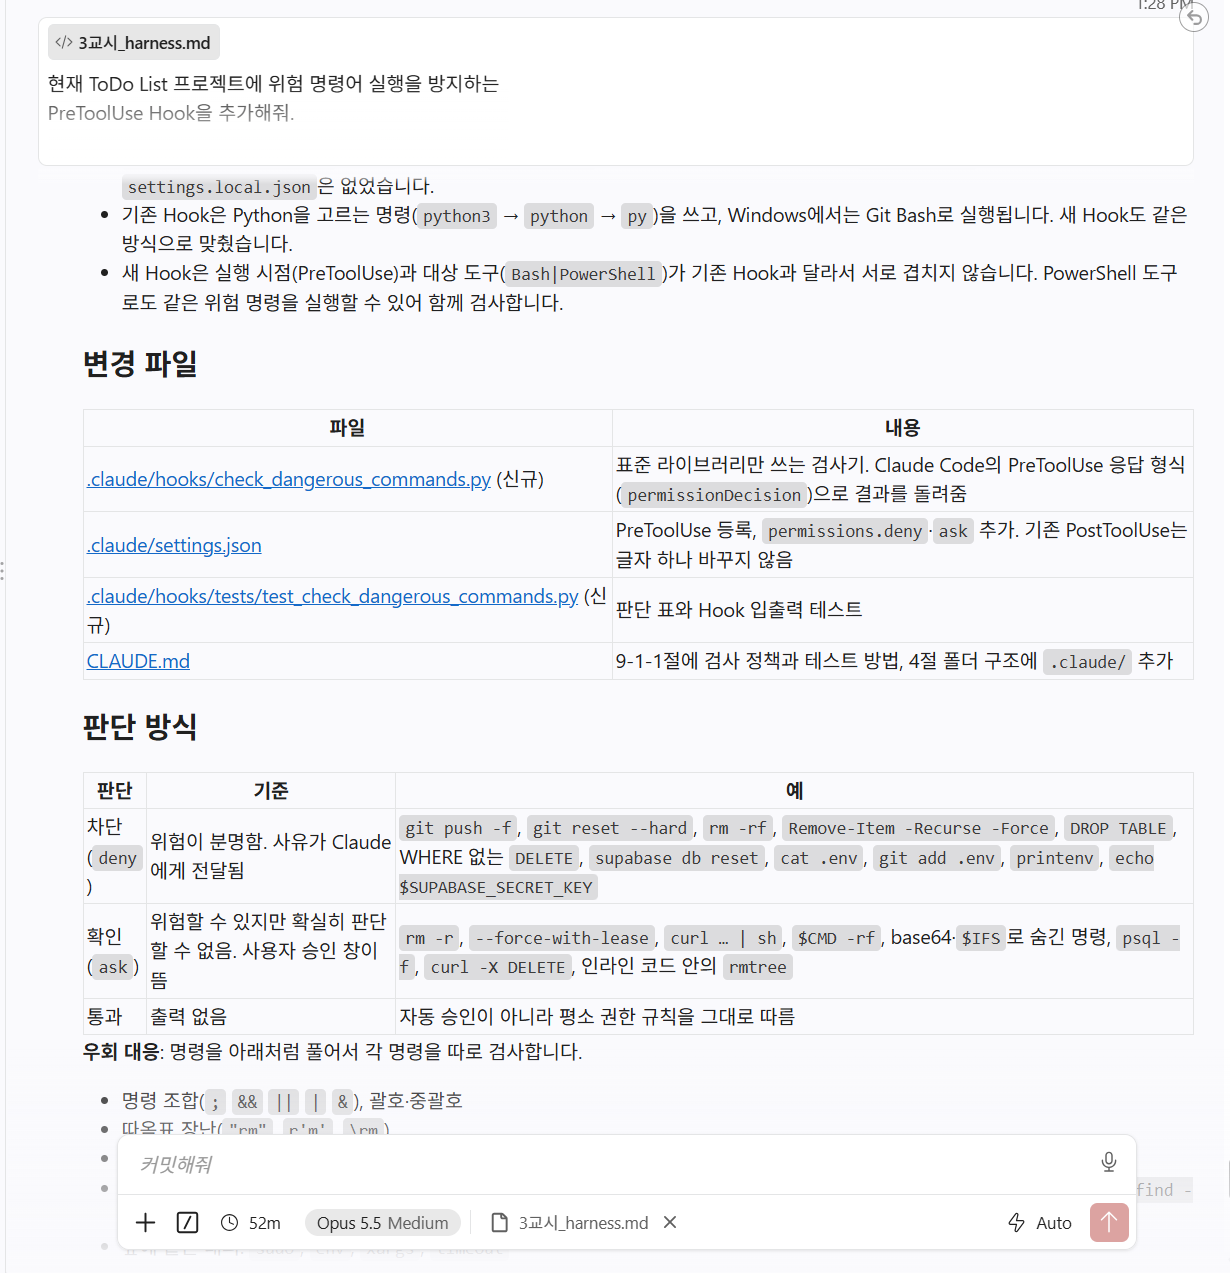 1:28 PM
</> 3교시_harness.md
현재 ToDo List 프로젝트에 위험 명령어 실행을 방지하는
PreToolUse Hook을 추가해줘.
settings.local.json은 없었습니다.
• 기존 Hook은 Python을 고르는 명령( python3 → python → py )을 쓰고, Windows에서는 Git Bash로 실행됩니다. 새 Hook도 같은
방식으로 맞췄습니다.
• 새 Hook은 실행 시점(PreToolUse)과 대상 도구( Bash|PowerShell )가 기존 Hook과 달라서 서로 겹치지 않습니다. PowerShell 도구
로도 같은 위험 명령을 실행할 수 있어 함께 검사합니다.
변경 파일
파일 내용
.claude/hooks/check_dangerous_commands.py (신규) 표준 라이브러리만 쓰는 검사기. Claude Code의 PreToolUse 응답 형식
( permissionDecision )으로 결과를 돌려줌
.claude/settings.json PreToolUse 등록, permissions.deny · ask 추가. 기존 PostToolUse는
글자 하나 바꾸지 않음
.claude/hooks/tests/test_check_dangerous_commands.py (신
규) 판단 표와 Hook 입출력 테스트
CLAUDE.md 9-1-1절에 검사 정책과 테스트 방법, 4절 폴더 구조에 .claude/ 추가
판단 방식
판단 기준 예
차단
( deny
) 위험이 분명함. 사유가 Claude
에게 전달됨 git push -f , git reset --hard , rm -rf , Remove-Item -Recurse -Force , DROP TABLE ,
WHERE 없는 DELETE , supabase db reset , cat .env , git add .env , printenv , echo
$SUPABASE_SECRET_KEY
확인
( ask ) 위험할 수 있지만 확실히 판단
할 수 없음. 사용자 승인 창이
뜸 rm -r , --force-with-lease , curl … | sh , $CMD -rf , base64· $IFS 로 숨긴 명령, psql -
f , curl -X DELETE , 인라인 코드 안의 rmtree
통과 출력 없음 자동 승인이 아니라 평소 권한 규칙을 그대로 따름
우회 대응: 명령을 아래처럼 풀어서 각 명령을 따로 검사합니다.
• 명령 조합( ; && || | & ), 괄호·중괄호
• 따옴표 장난( "rm" , r'm' , \rm )
커밋해줘
find -
52m
Opus 5.5 Medium
3교시_harness.md
Auto